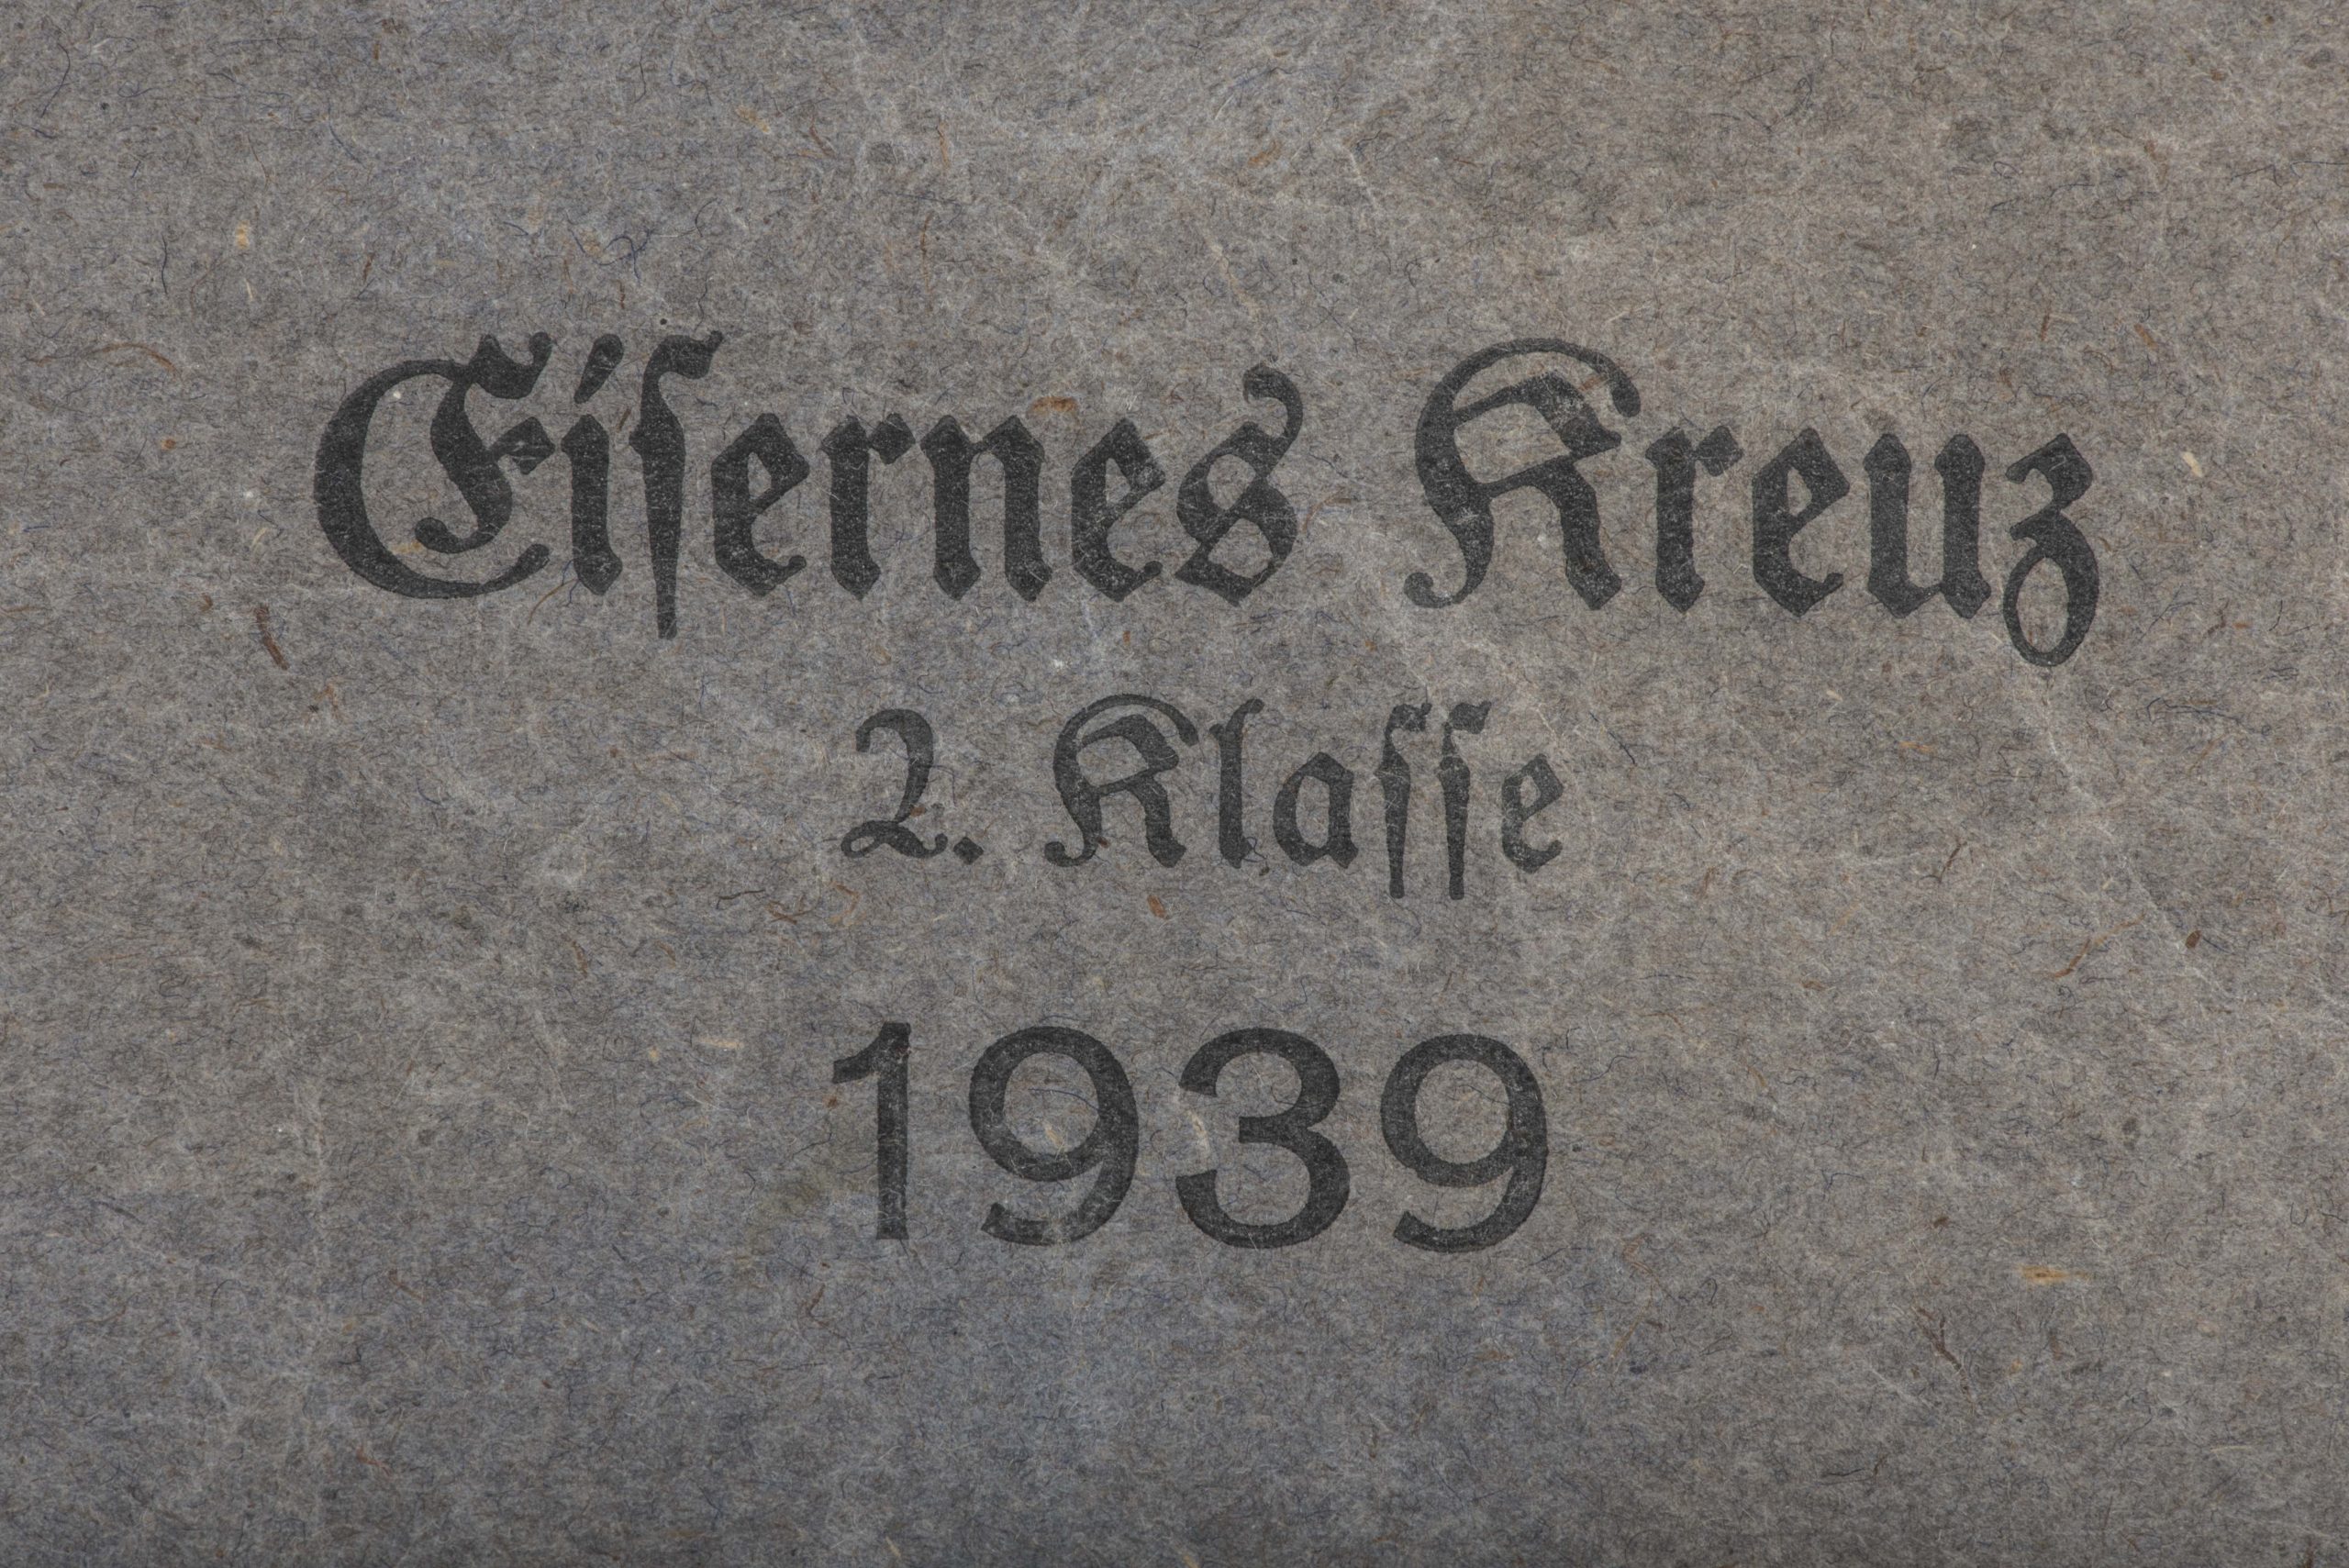 Eiſernes Kreuz
2. Klaſſe
1939